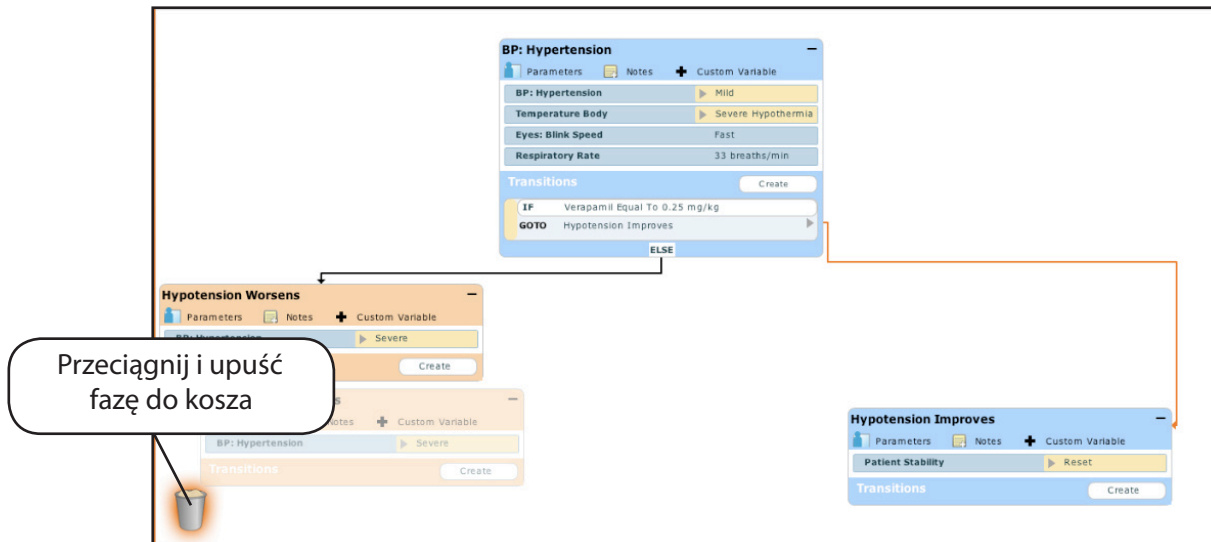 BP: Hypertension
Parameters Notes Custom Variable
BP: Hypertension Mild
Temperature Body Severe Hypothermia
Eyes: Blink Speed Fast
Respiratory Rate 33 breaths/min
Transitions Create
IF Verapamil Equal To 0.25 mg/kg
GOTO Hypotension Improves
ELSE
Hypotension Worsens
Parameters Notes Custom Variable
BP: Hypertension Severe
Create
Przeciągnij i upuść
fazę do kosza
Notes Custom Variable
BP: Hypertension Severe
Transitions Create
Hypotension Improves
Parameters Notes Custom Variable
Patient Stability Reset
Transitions Create